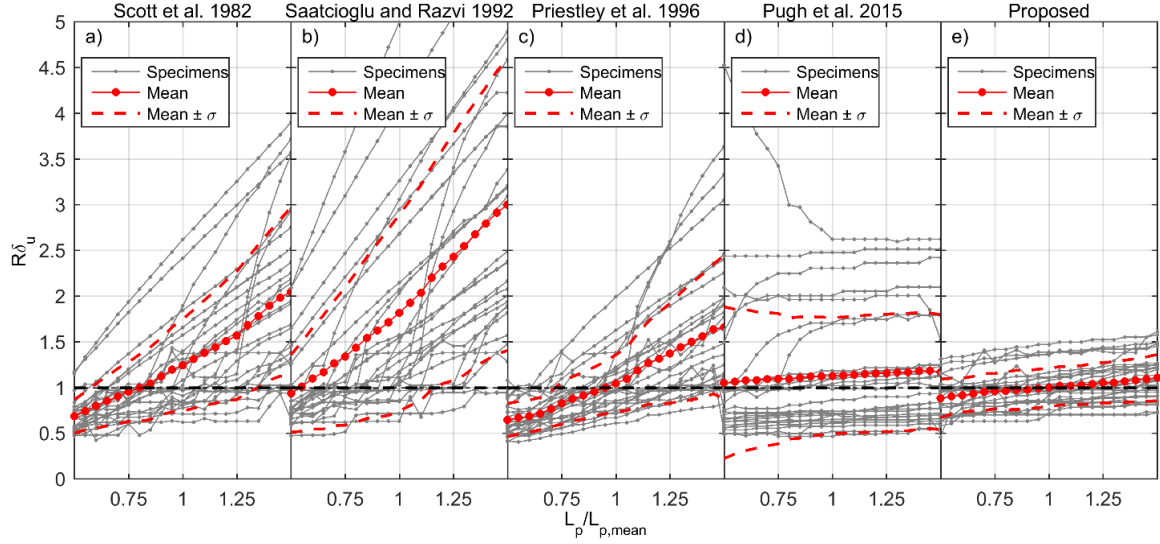 Scott et al. 1982 Saatcioglu and Razvi 1992 Priestley et al. 1996 Pugh et al. 2015 Proposed
a) b) c) d) e)
Specimens Specimens Specimens Specimens Specimens
Mean Mean Mean Mean Mean
Mean ± σ Mean ± σ Mean ± σ Mean ± σ Mean ± σ
5
4.5
4
3.5
3
2.5
2
1.5
1
0.5
0
Rδ_u
0.75 1 1.25 0.75 1 1.25 0.75 1 1.25 0.75 1 1.25 0.75 1 1.25
L_p/L_p,mean